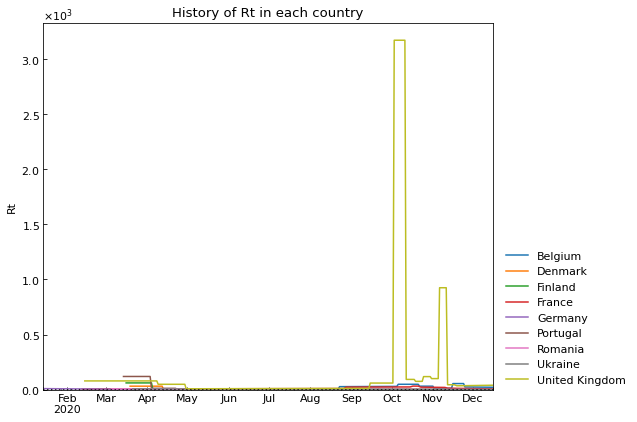 History of Rt in each country
×10³
3.0
2.5
2.0
1.5
1.0
0.5
0.0
Rt
Feb Mar Apr May Jun Jul Aug Sep Oct Nov Dec
2020
Belgium
Denmark
Finland
France
Germany
Portugal
Romania
Ukraine
United Kingdom